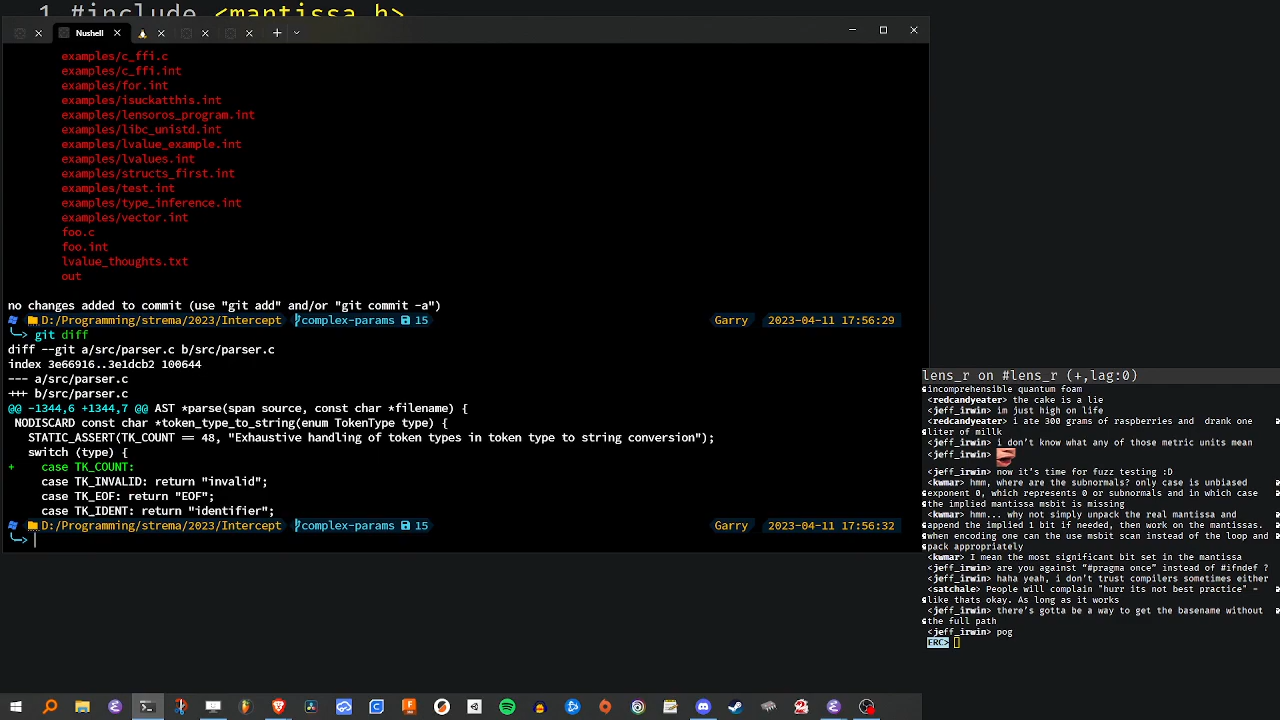 1 #include <mantissa.h>
Nushell
examples/c_ffi.c
examples/c_ffi.int
examples/for.int
examples/isuckatthis.int
examples/lensoros_program.int
examples/libc_unistd.int
examples/lvalue_example.int
examples/lvalues.int
examples/structs_first.int
examples/test.int
examples/type_inference.int
examples/vector.int
foo.c
foo.int
lvalue_thoughts.txt
out
no changes added to commit (use "git add" and/or "git commit -a")
D:/Programming/strema/2023/Intercept complex-params 15 Garry 2023-04-11 17:56:29
git diff
diff --git a/src/parser.c b/src/parser.c
index 3e66916..3e1dcb2 100644
--- a/src/parser.c
+++ b/src/parser.c
@@ -1344,6 +1344,7 @@ AST *parse(span source, const char *filename) {
NODISCARD const char *token_type_to_string(enum TokenType type) {
STATIC_ASSERT(TK_COUNT == 48, "Exhaustive handling of token types in token type to string conversion");
switch (type) {
+ case TK_COUNT:
case TK_INVALID: return "invalid";
case TK_EOF: return "EOF";
case TK_IDENT: return "identifier";
D:/Programming/strema/2023/Intercept complex-params 15 Garry 2023-04-11 17:56:32
lens_r on #lens_r (+,lag:0)
incomprehensible quantum foam
<redcandyeater> the cake is a lie
<jeff_irwin> im just high on life
<redcandyeater> i ate 300 grams of raspberries and drank one
liter of millk
<jeff_irwin> i don't know what any of those metric units mean
<jeff_irwin>
<jeff_irwin> now it's time for fuzz testing :D
<kwmar> hmm, where are the subnormals? only case is unbiased
exponent 0, which represents 0 or subnormals and in which case
the implied mantissa msbit is missing
<kwmar> hmm... why not simply unpack the real mantissa and
append the implied 1 bit if needed, then work on the mantissas.
when encoding one can use the msbit scan instead of the loop and
pack appropriately
<kwmar> I mean the most significant bit set in the mantissa
<jeff_irwin> are you against “#pragma once” instead of #ifndef ?
<jeff_irwin> haha yeah, i don't trust compilers sometimes either
<satchale> People will complain "hurr its not best practice" -
like thats okay. As long as it works
<jeff_irwin> there's gotta be a way to get the basename without
the full path
<jeff_irwin> pog
ERC>